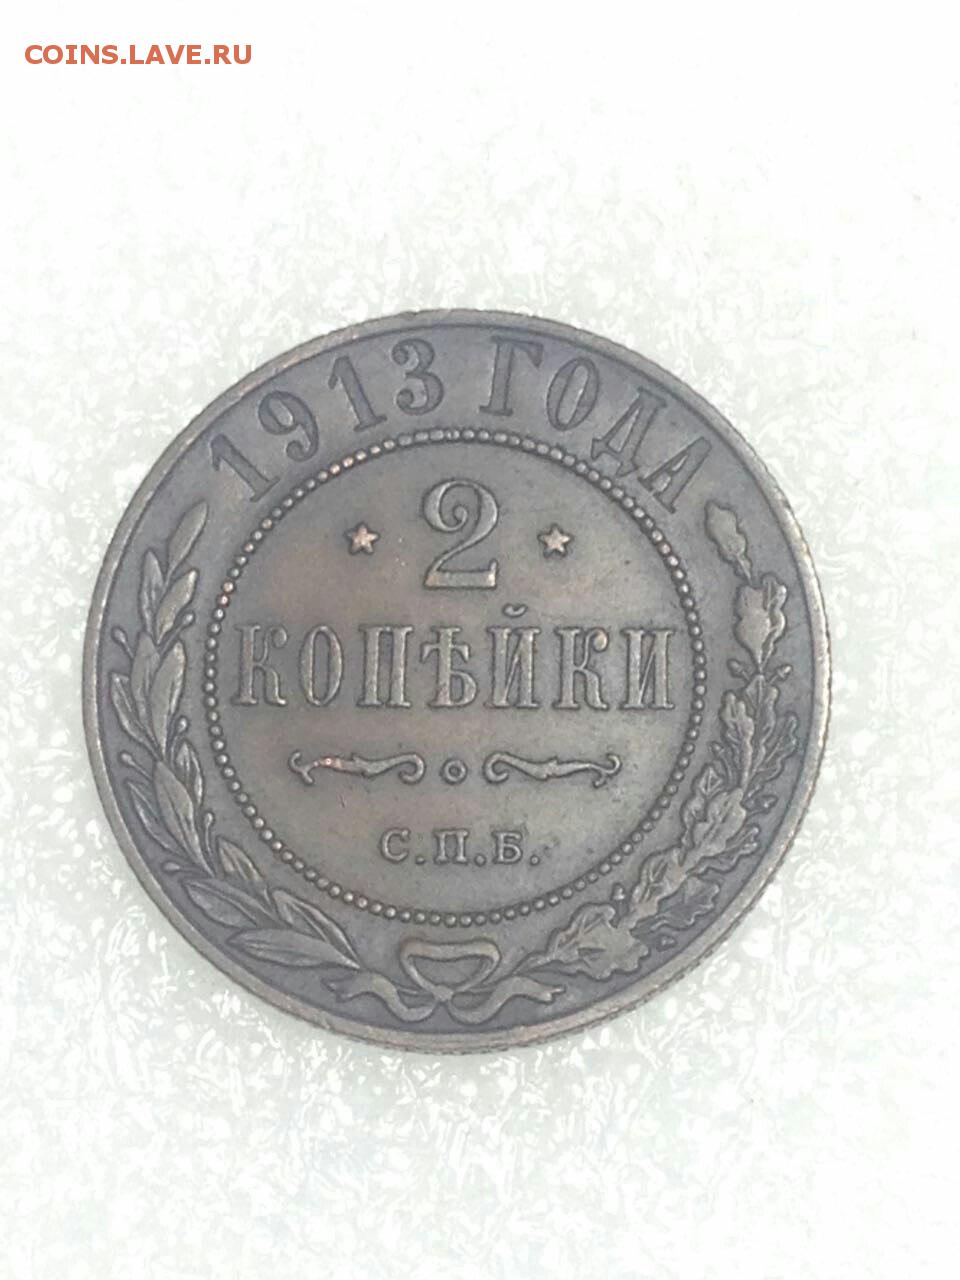 COINS.LAVE.RU
1913 ГОДА
2
КОПѢЙКИ
С.П.Б.